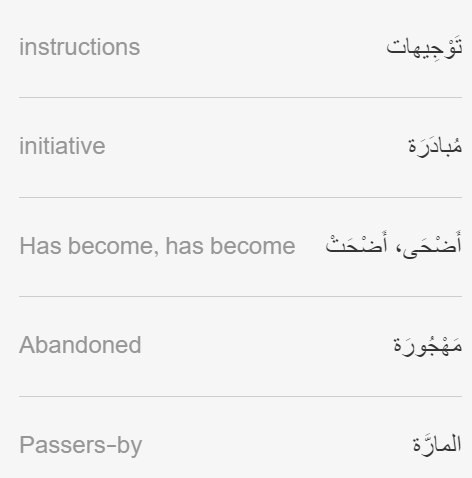 instructions تَوْجِيهات
initiative مُبادَرَة
Has become, has become أَضْحَى، أَضْحَتْ
Abandoned مَهْجُورَة
Passers-by المارَّة